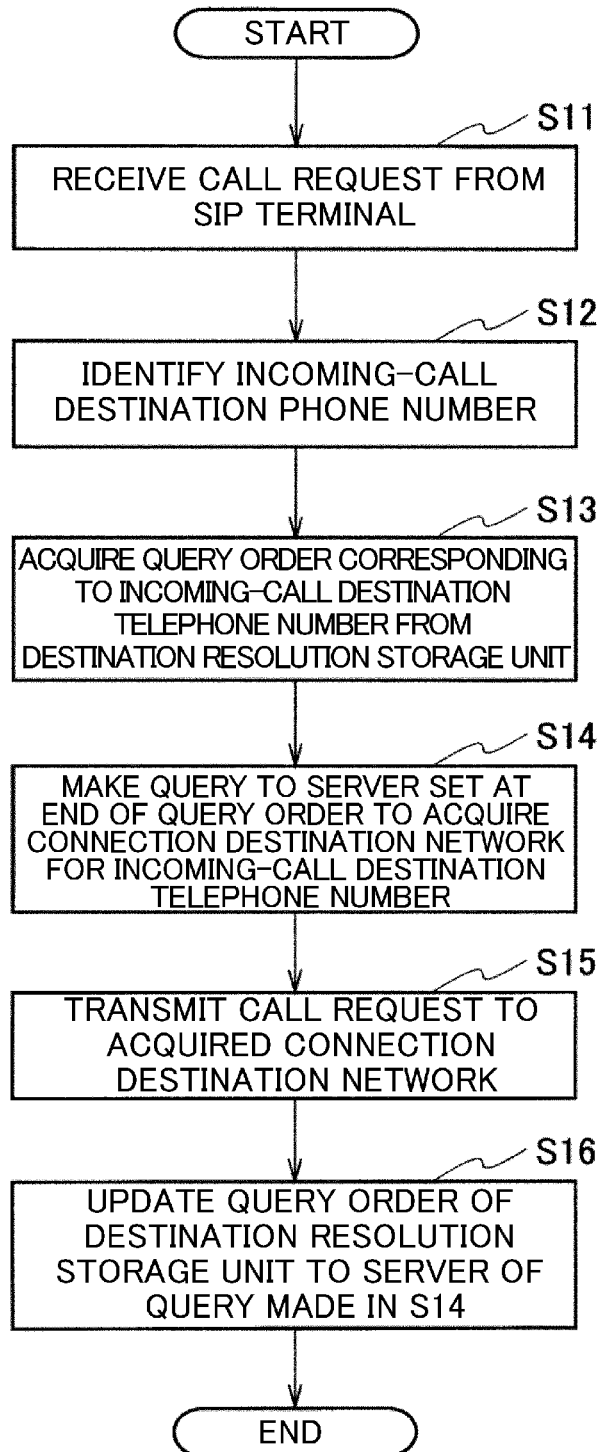 START
S11
RECEIVE CALL REQUEST FROM
SIP TERMINAL
S12
IDENTIFY INCOMING-CALL
DESTINATION PHONE NUMBER
S13
ACQUIRE QUERY ORDER CORRESPONDING
TO INCOMING-CALL DESTINATION
TELEPHONE NUMBER FROM
DESTINATION RESOLUTION STORAGE UNIT
S14
MAKE QUERY TO SERVER SET AT
END OF QUERY ORDER TO ACQUIRE
CONNECTION DESTINATION NETWORK
FOR INCOMING-CALL DESTINATION
TELEPHONE NUMBER
S15
TRANSMIT CALL REQUEST TO
ACQUIRED CONNECTION
DESTINATION NETWORK
S16
UPDATE QUERY ORDER OF
DESTINATION RESOLUTION
STORAGE UNIT TO SERVER OF
QUERY MADE IN S14
END